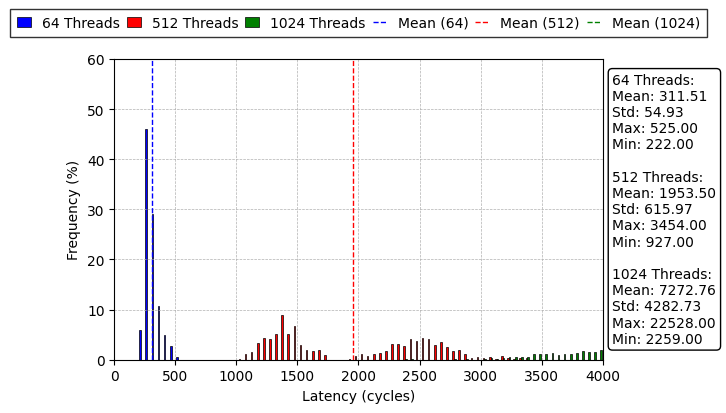 64 Threads 512 Threads 1024 Threads Mean (64) Mean (512) Mean (1024)
60
50
40
30
20
10
0
Frequency (%)
0 500 1000 1500 2000 2500 3000 3500 4000
Latency (cycles)
64 Threads:
Mean: 311.51
Std: 54.93
Max: 525.00
Min: 222.00
512 Threads:
Mean: 1953.50
Std: 615.97
Max: 3454.00
Min: 927.00
1024 Threads:
Mean: 7272.76
Std: 4282.73
Max: 22528.00
Min: 2259.00